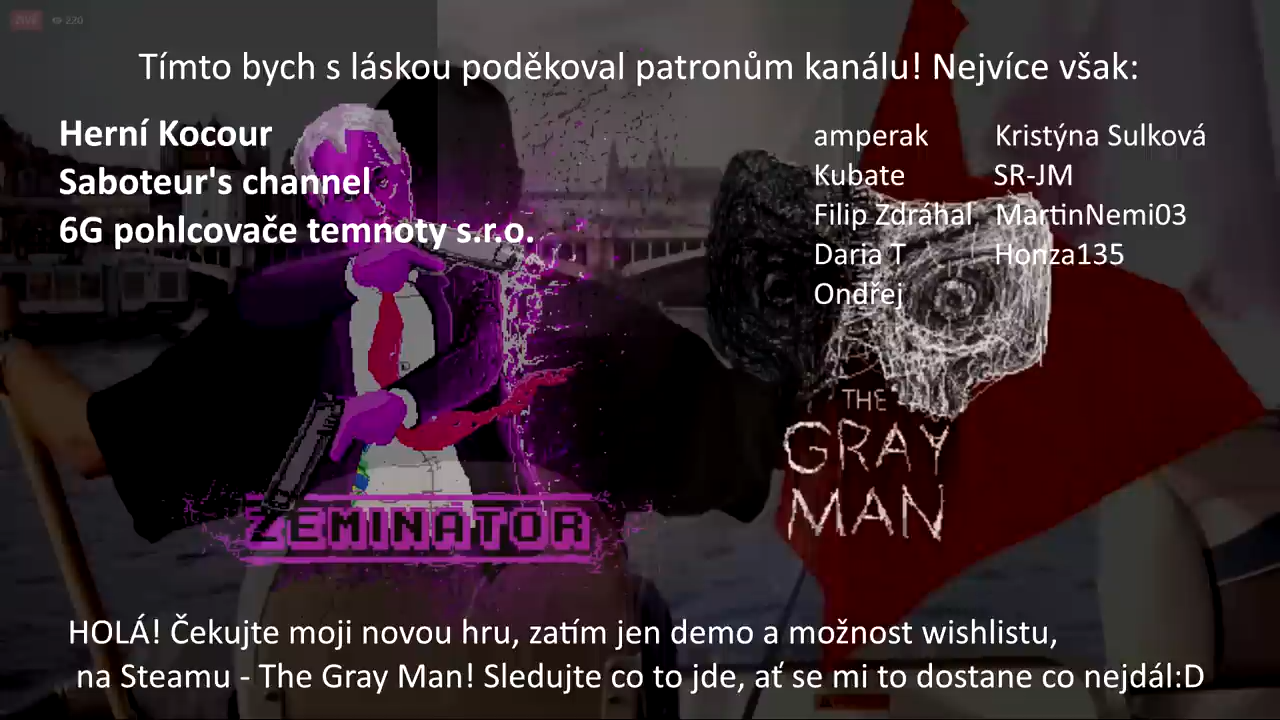 ŽIVĚ 220
Tímto bych s láskou poděkoval patronům kanálu! Nejvíce však:
Herní Kocour
Saboteur's channel
6G pohlcovače temnoty s.r.o.
amperak Kristýna Sulková
Kubate SR-JM
Filip Zdráhal MartinNemi03
Daria T Honza135
Ondřej
THE
GRAY
MAN
ZEMINATOR
HOLÁ! Čekujte moji novou hru, zatím jen demo a možnost wishlistu,
na Steamu - The Gray Man! Sledujte co to jde, ať se mi to dostane co nejdál:D